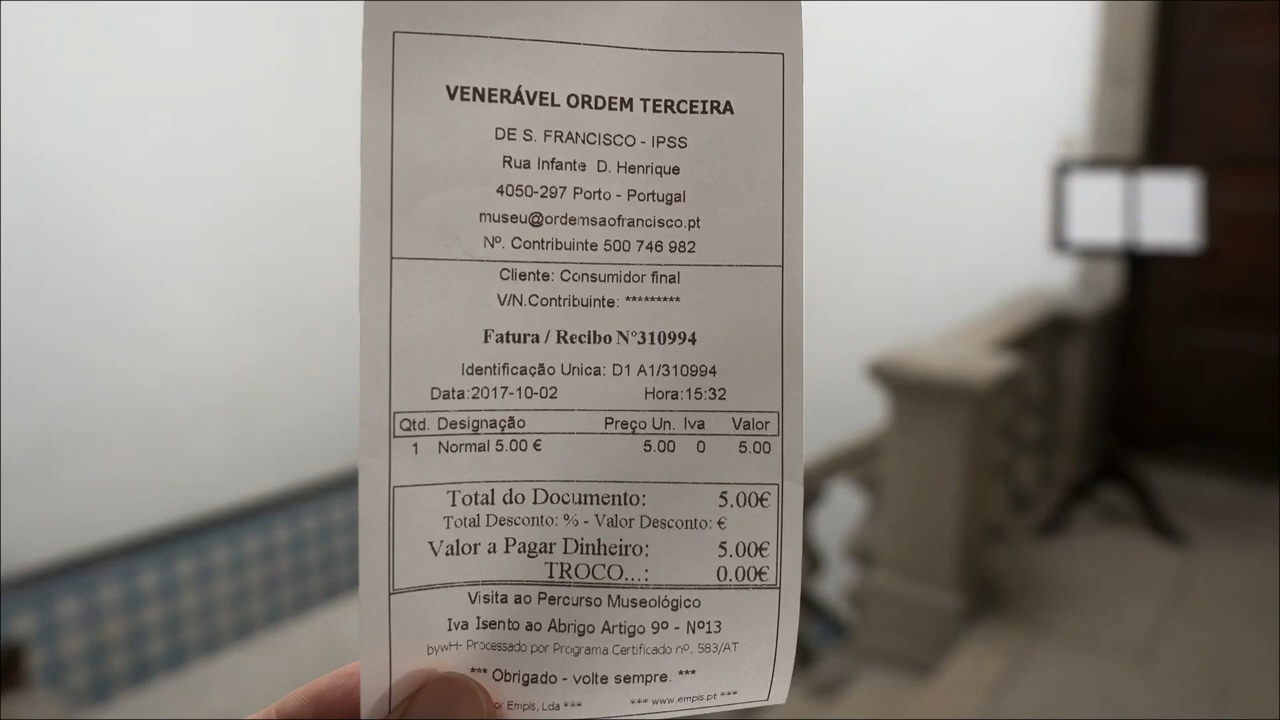 VENERÁVEL ORDEM TERCEIRA
DE S. FRANCISCO - IPSS
Rua Infante D. Henrique
4050-297 Porto - Portugal
museu@ordemsaofrancisco.pt
Nº. Contribuinte 500 746 982
Cliente: Consumidor final
V/N.Contribuinte: *********
Fatura / Recibo Nº310994
Identificação Unica: D1 A1/310994
Data:2017-10-02 Hora:15:32
Qtd. Designação Preço Un. Iva Valor
1 Normal 5.00 € 5.00 0 5.00
Total do Documento: 5.00€
Total Desconto: % - Valor Desconto: €
Valor a Pagar Dinheiro: 5.00€
TROCO...: 0.00€
Visita ao Percurso Museológico
Iva Isento ao Abrigo Artigo 9º - Nº13
bywH- Processado por Programa Certificado nº. 583/AT
*** Obrigado - volte sempre. ***
or Empis, Lda *** *** www.empis.pt ***